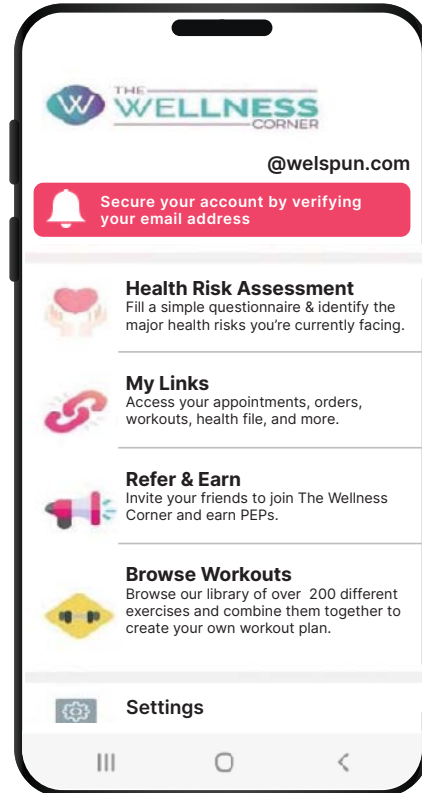 THE
WELLNESS
CORNER
@welspun.com
Secure your account by verifying
your email address
Health Risk Assessment
Fill a simple questionnaire & identify the
major health risks you’re currently facing.
My Links
Access your appointments, orders,
workouts, health file, and more.
Refer & Earn
Invite your friends to join The Wellness
Corner and earn PEPs.
Browse Workouts
Browse our library of over  200 different
exercises and combine them together to
create your own workout plan.
Settings